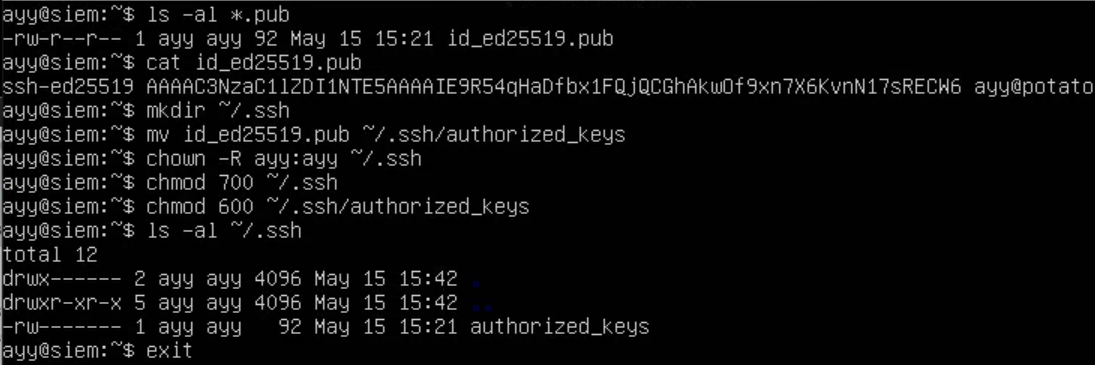 ayy@siem:~$ ls -al *.pub
-rw-r--r-- 1 ayy ayy 92 May 15 15:21 id_ed25519.pub
ayy@siem:~$ cat id_ed25519.pub
ssh-ed25519 AAAAC3NzaC1lZDI1NTE5AAAAIE9R54qHaDfbx1FQjQCGhAkwOf9xn7X6KvnN17sRECW6 ayy@potato
ayy@siem:~$ mkdir ~/.ssh
ayy@siem:~$ mv id_ed25519.pub ~/.ssh/authorized_keys
ayy@siem:~$ chown -R ayy:ayy ~/.ssh
ayy@siem:~$ chmod 700 ~/.ssh
ayy@siem:~$ chmod 600 ~/.ssh/authorized_keys
ayy@siem:~$ ls -al ~/.ssh
total 12
drwx------ 2 ayy ayy 4096 May 15 15:42 .
drwxr-xr-x 5 ayy ayy 4096 May 15 15:42 ..
-rw------- 1 ayy ayy   92 May 15 15:21 authorized_keys
ayy@siem:~$ exit